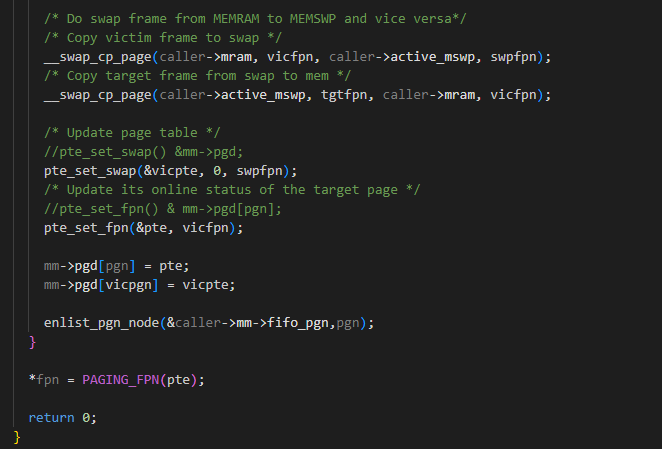 /* Do swap frame from MEMRAM to MEMSWP and vice versa*/
/* Copy victim frame to swap */
__swap_cp_page(caller->mram, vicfpn, caller->active_mswp, swpfpn);
/* Copy target frame from swap to mem */
__swap_cp_page(caller->active_mswp, tgtfpn, caller->mram, vicfpn);
/* Update page table */
//pte_set_swap() &mm->pgd;
pte_set_swap(&vicpte, 0, swpfpn);
/* Update its online status of the target page */
//pte_set_fpn() & mm->pgd[pgn];
pte_set_fpn(&pte, vicfpn);
mm->pgd[pgn] = pte;
mm->pgd[vicpgn] = vicpte;
enlist_pgn_node(&caller->mm->fifo_pgn,pgn);
}
*fpn = PAGING_FPN(pte);
return 0;
}